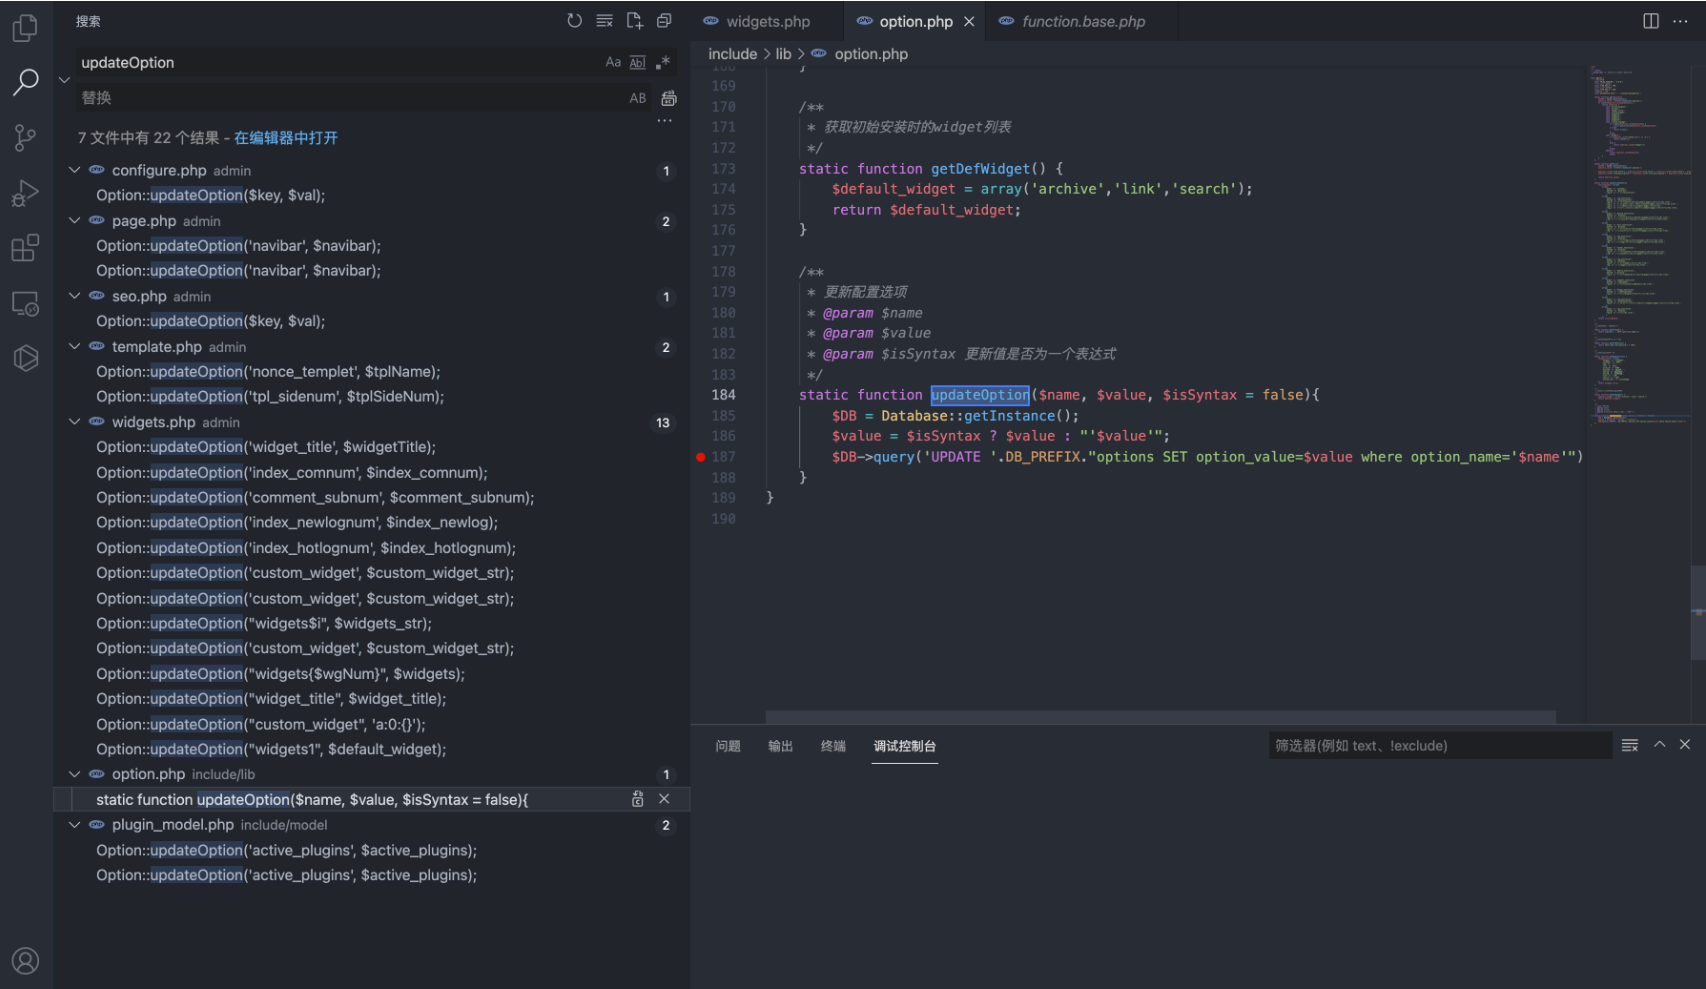 搜索
updateOption
Aa Abl .*
替换
AB
7 文件中有 22 个结果 - 在编辑器中打开
configure.php admin 1
Option::updateOption($key, $val);
page.php admin 2
Option::updateOption('navibar', $navibar);
Option::updateOption('navibar', $navibar);
seo.php admin 1
Option::updateOption($key, $val);
template.php admin 2
Option::updateOption('nonce_templet', $tplName);
Option::updateOption('tpl_sidenum', $tplSideNum);
widgets.php admin 13
Option::updateOption('widget_title', $widgetTitle);
Option::updateOption('index_comnum', $index_comnum);
Option::updateOption('comment_subnum', $comment_subnum);
Option::updateOption('index_newlognum', $index_newlog);
Option::updateOption('index_hotlognum', $index_hotlognum);
Option::updateOption('custom_widget', $custom_widget_str);
Option::updateOption('custom_widget', $custom_widget_str);
Option::updateOption("widgets$i", $widgets_str);
Option::updateOption('custom_widget', $custom_widget_str);
Option::updateOption("widgets{$wgNum}", $widgets);
Option::updateOption("widget_title", $widget_title);
Option::updateOption("custom_widget", 'a:0:{}');
Option::updateOption("widgets1", $default_widget);
option.php include/lib 1
static function updateOption($name, $value, $isSyntax = false){
plugin_model.php include/model 2
Option::updateOption('active_plugins', $active_plugins);
Option::updateOption('active_plugins', $active_plugins);
widgets.php option.php function.base.php
include > lib > option.php
168 }
169
170 /**
171 * 获取初始安装时的widget列表
172 */
173 static function getDefWidget() {
174 $default_widget = array('archive','link','search');
175 return $default_widget;
176 }
177
178 /**
179 * 更新配置选项
180 * @param $name
181 * @param $value
182 * @param $isSyntax 更新值是否为一个表达式
183 */
184 static function updateOption($name, $value, $isSyntax = false){
185 $DB = Database::getInstance();
186 $value = $isSyntax ? $value : "'$value'";
187 $DB->query('UPDATE '.DB_PREFIX."options SET option_value=$value where option_name='$name'")
188 }
189 }
190
问题 输出 终端 调试控制台
筛选器(例如 text、!exclude)